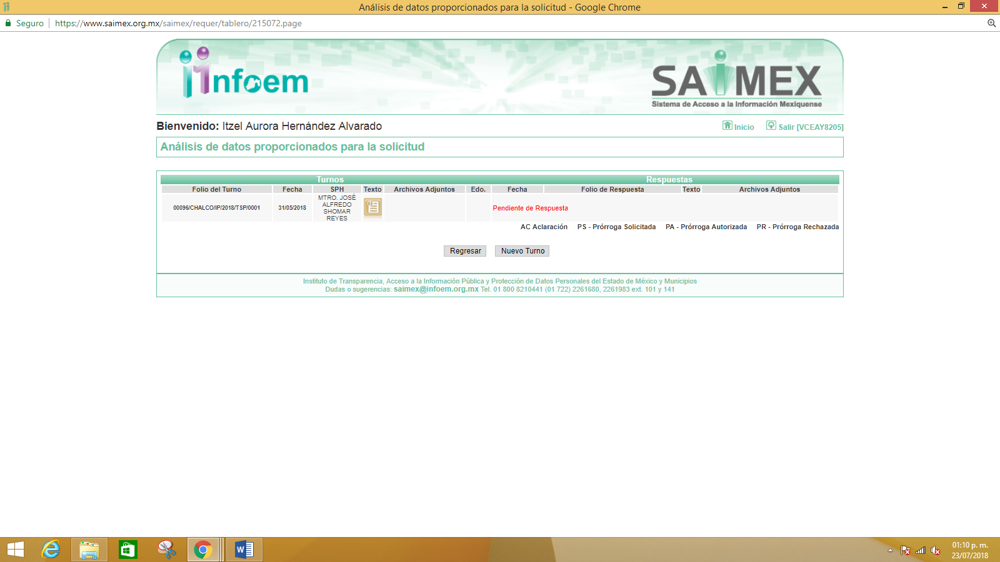 Análisis de datos proporcionados para la solicitud - Google Chrome
Seguro https://www.saimex.org.mx/saimex/requer/tablero/215072.page
infoem
SAIMEX
Sistema de Acceso a la Información Mexiquense
Bienvenido: Itzel Aurora Hernández Alvarado
Inicio Salir [VCEAY8205]
Análisis de datos proporcionados para la solicitud
Turnos Respuestas
Folio del Turno Fecha SPH Texto Archivos Adjuntos Edo. Fecha Folio de Respuesta Texto Archivos Adjuntos
00096/CHALCO/IP/2018/TSP/0001 31/05/2018 MTRO. JOSÉ
ALFREDO
SHOMAR
REYES
Pendiente de Respuesta
AC Aclaración PS - Prórroga Solicitada PA - Prórroga Autorizada PR - Prórroga Rechazada
Regresar Nuevo Turno
Instituto de Transparencia, Acceso a la Información Pública y Protección de Datos Personales del Estado de México y Municipios
Dudas o sugerencias: saimex@infoem.org.mx Tel. 01 800 8210441 (01 722) 2261680, 2261983 ext. 101 y 141
01:10 p. m.
23/07/2018